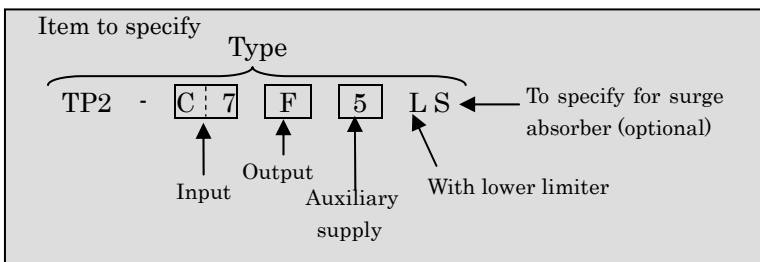 Item to specify
Type
TP2 - C 7 F 5 L S
To specify for surge
absorber (optional)
Input
Output
Auxiliary
supply
With lower limiter